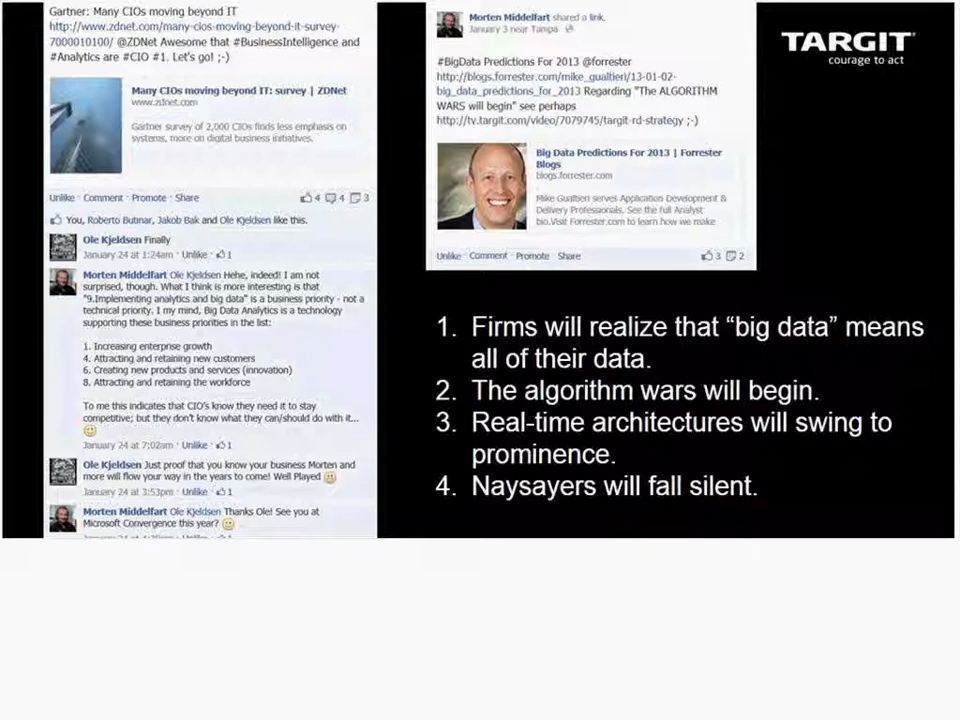 Gartner: Many CIOs moving beyond IT
http://www.zdnet.com/many-cios-moving-beyond-it-survey-
7000010100/ @ZDNet Awesome that #BusinessIntelligence and
#Analytics are #CIO #1. Let's go! ;-)
Many CIOs moving beyond IT: survey | ZDNet
www.zdnet.com
Gartner survey of 2,000 CIOs finds less emphasis on
systems, more on digital business initiatives.
Unlike · Comment · Promote · Share 4 4 3
You, Roberto Butinar, Jakob Bak and Ole Kjeldsen like this.
Ole Kjeldsen Finally
January 24 at 1:24am · Unlike · 1
Morten Middelfart Ole Kjeldsen Hehe, indeed! I am not
surprised, though. What I think is more interesting is that
"9.Implementing analytics and big data" is a business priority - not a
technical priority. I my mind, Big Data Analytics is a technology
supporting these business priorities in the list:
1. Increasing enterprise growth
4. Attracting and retaining new customers
6. Creating new products and services (innovation)
8. Attracting and retaining the workforce
To me this indicates that CIO's know they need it to stay
competitive; but they don't know what they can/should do with it...
January 24 at 7:02am · Unlike · 1
Ole Kjeldsen Just proof that you know your business Morten and
more will flow your way in the years to come! Well Played
January 24 at 3:53pm · Unlike · 1
Morten Middelfart Ole Kjeldsen Thanks Ole! See you at
Microsoft Convergence this year?
Morten Middelfart shared a link.
January 3 near Tampa
#BigData Predictions For 2013 @forrester
http://blogs.forrester.com/mike_gualtieri/13-01-02-
big_data_predictions_for_2013 Regarding "The ALGORITHM
WARS will begin" see perhaps
http://tv.targit.com/video/7079745/targit-rd-strategy ;-)
Big Data Predictions For 2013 | Forrester
Blogs
blogs.forrester.com
Mike Gualtieri serves Application Development &
Delivery Professionals. See the full Analyst
bio.Visit Forrester.com to learn how we make
Unlike · Comment · Promote · Share 3 2
TARGIT
courage to act
1. Firms will realize that “big data” means
all of their data.
2. The algorithm wars will begin.
3. Real-time architectures will swing to
prominence.
4. Naysayers will fall silent.